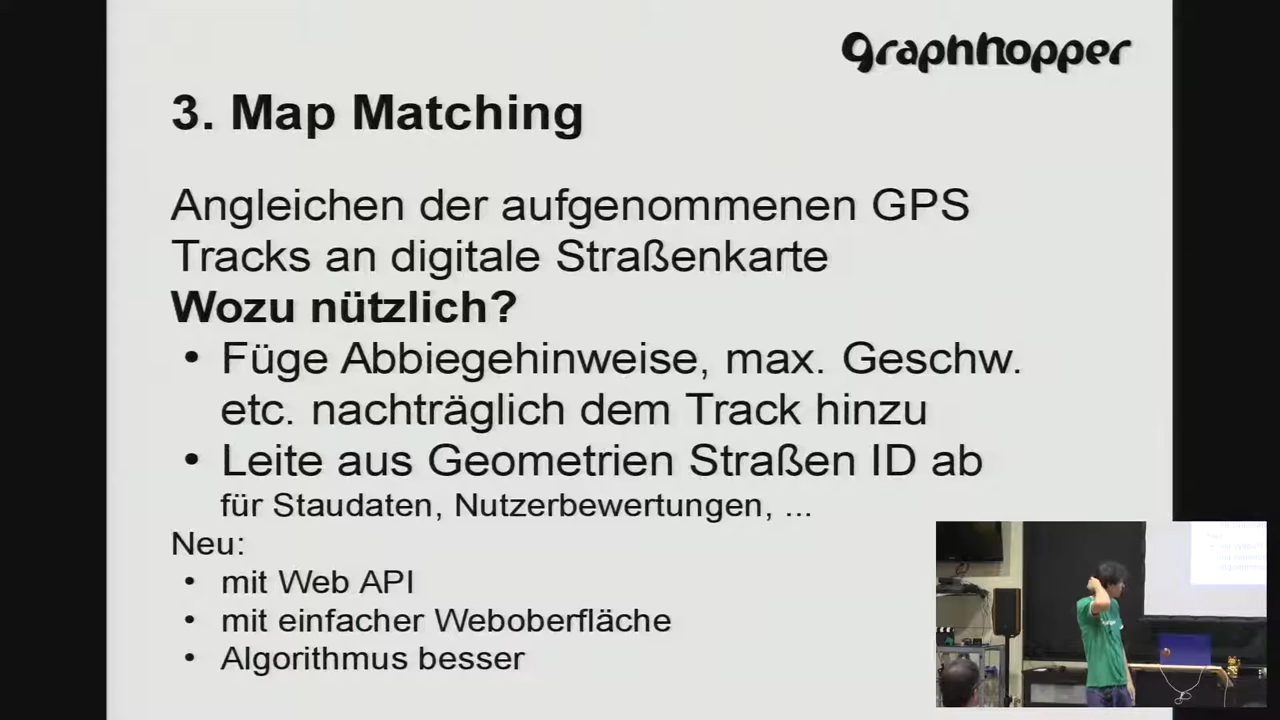 graphhopper
3. Map Matching
Angleichen der aufgenommenen GPS
Tracks an digitale Straßenkarte
Wozu nützlich?
• Füge Abbiegehinweise, max. Geschw.
etc. nachträglich dem Track hinzu
• Leite aus Geometrien Straßen ID ab
für Staudaten, Nutzerbewertungen, ...
Neu:
• mit Web API
• mit einfacher Weboberfläche
• Algorithmus besser